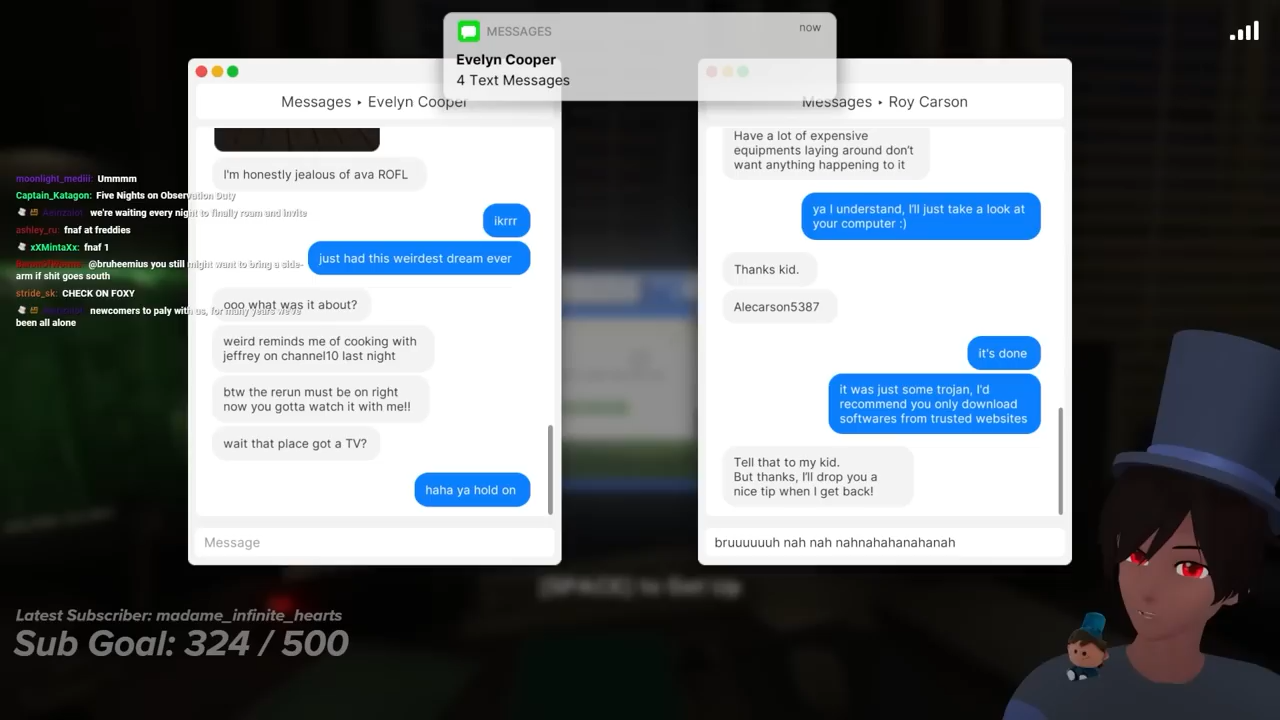 MESSAGES
now
Evelyn Cooper
4 Text Messages
Messages ‣ Evelyn Cooper
I'm honestly jealous of ava ROFL
ikrrr
just had this weirdest dream ever
ooo what was it about?
weird reminds me of cooking with
jeffrey on channel10 last night
btw the rerun must be on right
now you gotta watch it with me!!
wait that place got a TV?
haha ya hold on
Message
Messages ‣ Roy Carson
Have a lot of expensive
equipments laying around don't
want anything happening to it
ya I understand, I'll just take a look at
your computer :)
Thanks kid.
Alecarson5387
it's done
it was just some trojan, I'd
recommend you only download
softwares from trusted websites
Tell that to my kid.
But thanks, I'll drop you a
nice tip when I get back!
bruuuuuuh nah nah nahnahahanahanah
moonlight_mediii: Ummmm
Captain_Katagon: Five Nights on Observation Duty
we're waiting every night to finally roam and invite
ashley_ru: fnaf at freddies
xXMintaXx: fnaf 1
@bruheemius you still might want to bring a side-
arm if shit goes south
stride_sk: CHECK ON FOXY
newcomers to paly with us, for many years we've
been all alone
[SPACE] to Get Up
Latest Subscriber: madame_infinite_hearts
Sub Goal: 324 / 500